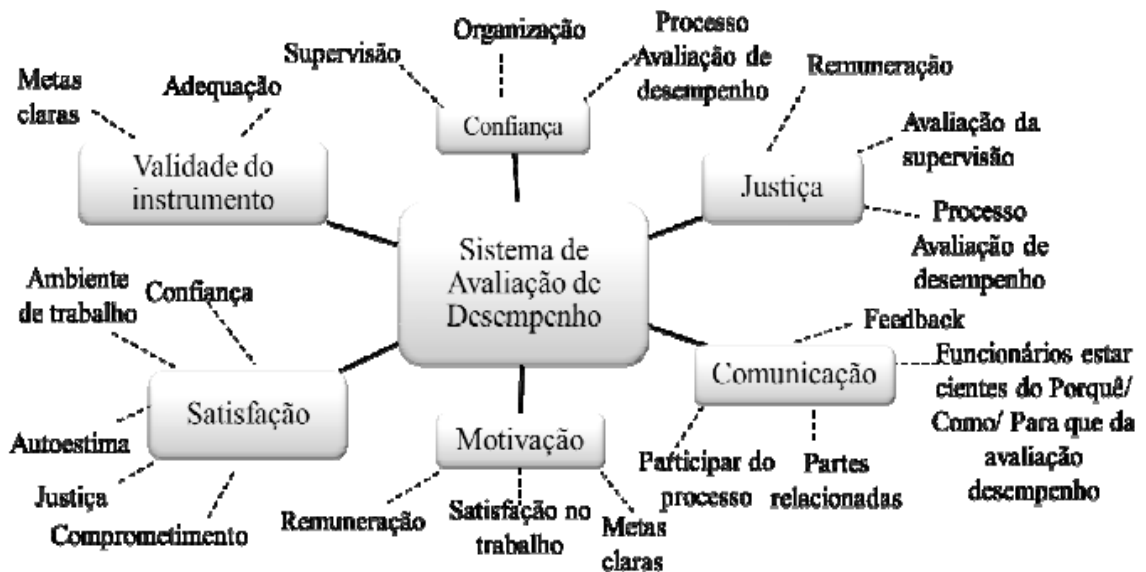 Metas
claras
Adequação
Validade do
instrumento
Supervisão
Organização
Processo
Avaliação de
desempenho
Confiança
Remuneração
Avaliação da
supervisão
Processo
Avaliação de
desempenho
Justiça
Sistema de
Avaliação de
Desempenho
Ambiente
de trabalho
Confiança
Satisfação
Autoestima
Justiça
Comprometimento
Motivação
Remuneração
Satisfação no
trabalho
Metas
claras
Feedback
Comunicação
Funcionários estar
cientes do Porquê/
Como/ Para que da
avaliação
desempenho
Participar do
processo
Partes
relacionadas